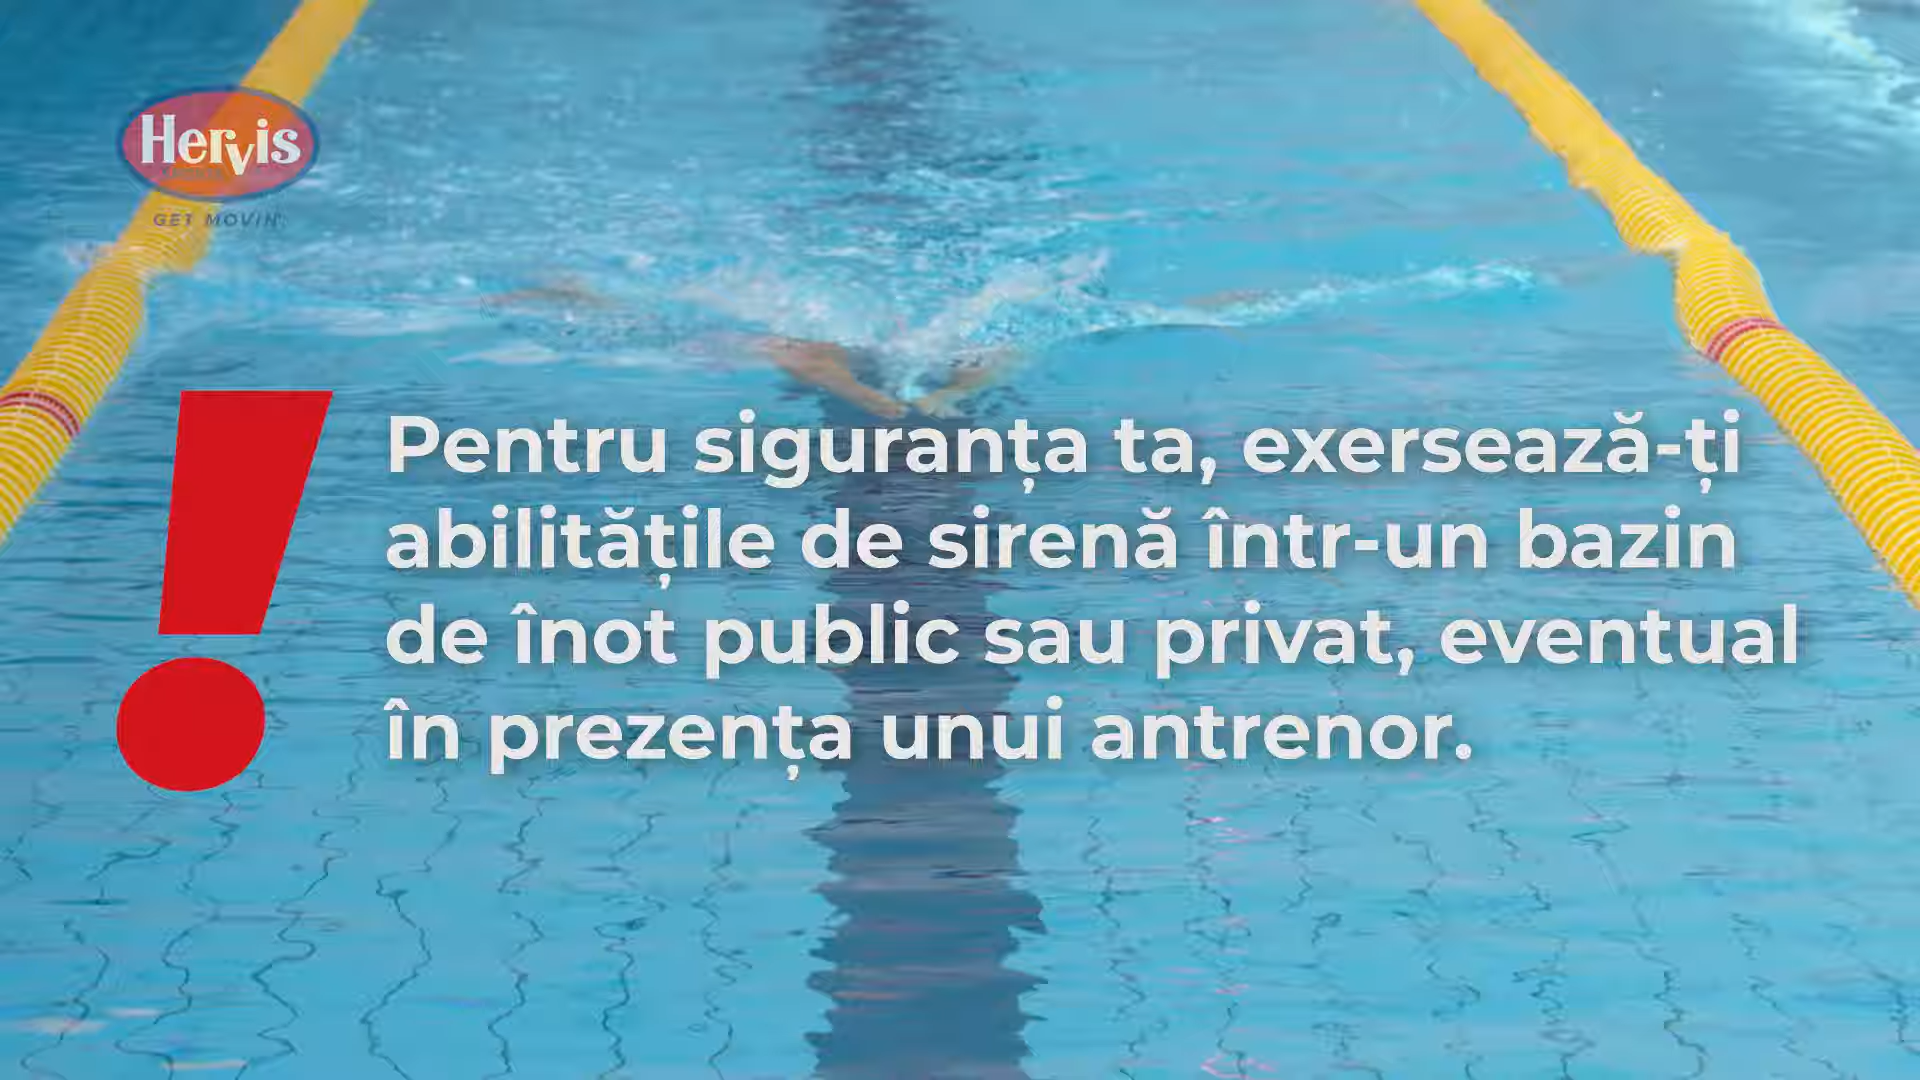 Hervis
GET MOVIN'
Pentru siguranța ta, exersează-ți
abilitățile de sirenă într-un bazin
de înot public sau privat, eventual
în prezența unui antrenor.